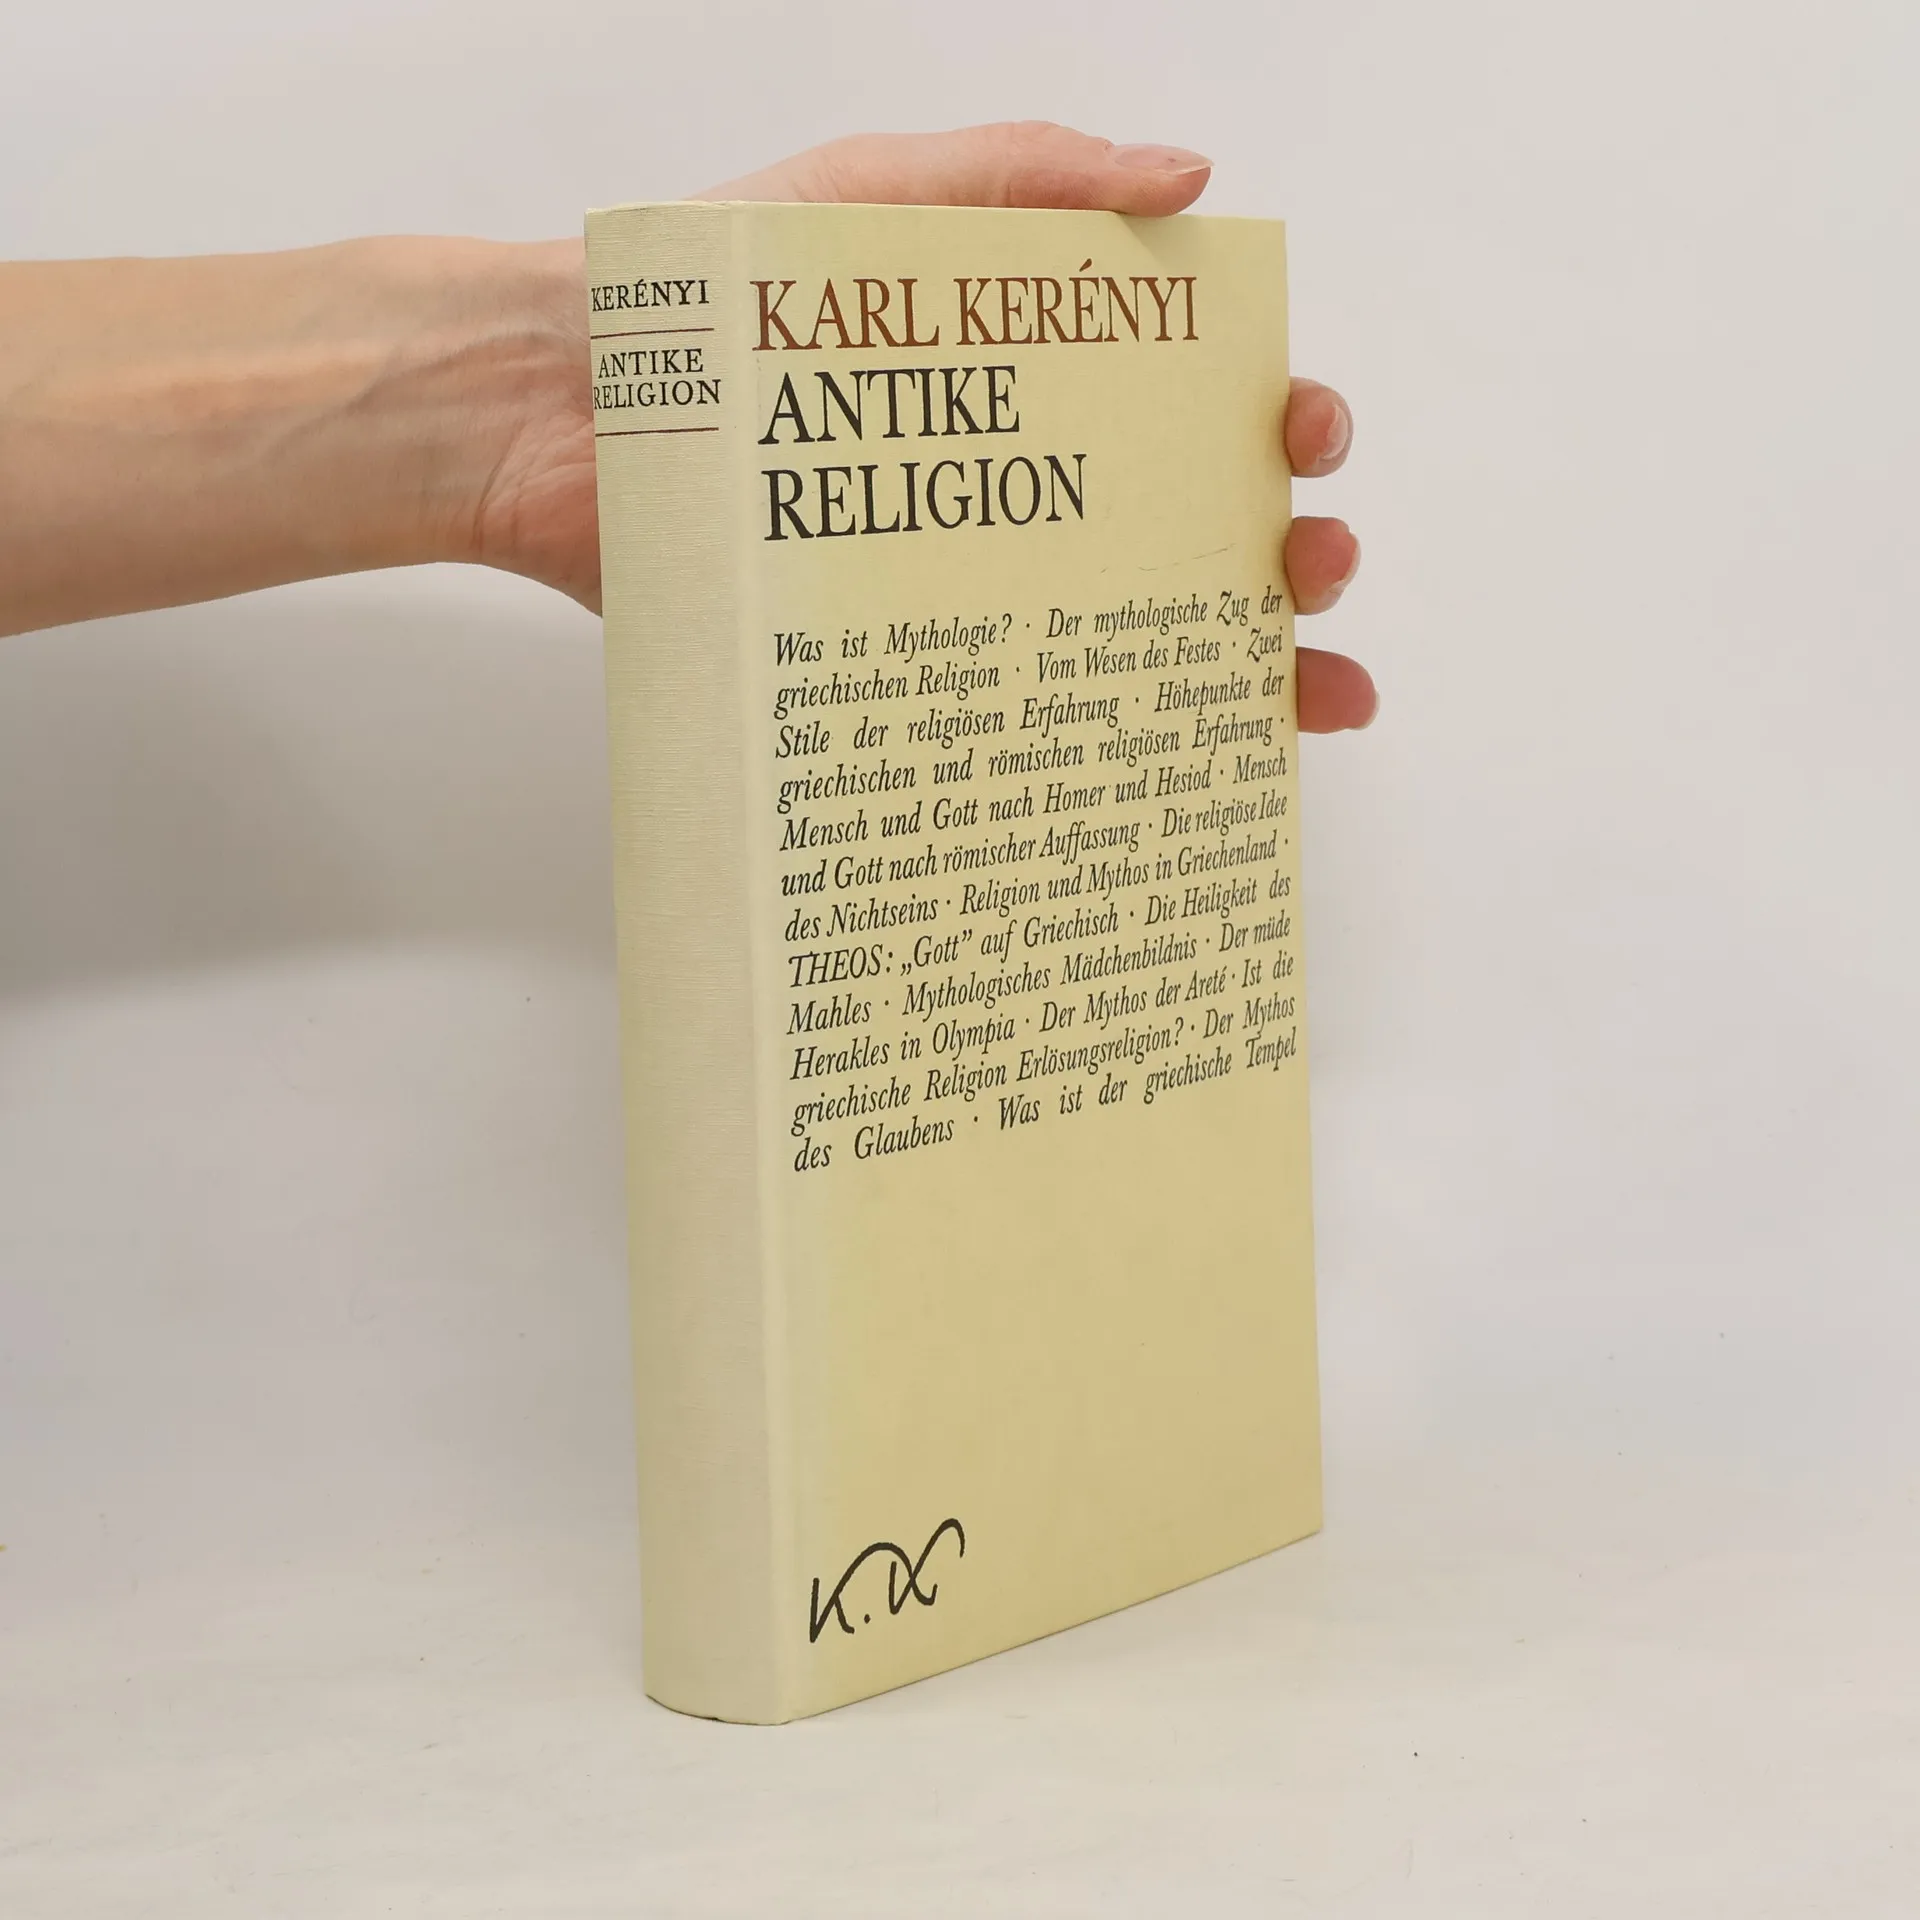 KERÉNYI
ANTIKE
RELIGION
KARL KERÉNYI
ANTIKE
RELIGION
Was ist Mythologie? · Der mythologische Zug der
griechischen Religion · Vom Wesen des Festes · Zwei
Stile der religiösen Erfahrung · Höhepunkte der
griechischen und römischen religiösen Erfahrung ·
Mensch und Gott nach Homer und Hesiod · Mensch
und Gott nach römischer Auffassung · Die religiöse Idee
des Nichtseins · Religion und Mythos in Griechenland ·
THEOS: „Gott” auf Griechisch · Die Heiligkeit des
Mahles · Mythologisches Mädchenbildnis · Der müde
Herakles in Olympia · Der Mythos der Areté · Ist die
griechische Religion Erlösungsreligion? · Der Mythos
des Glaubens · Was ist der griechische Tempel
K.K